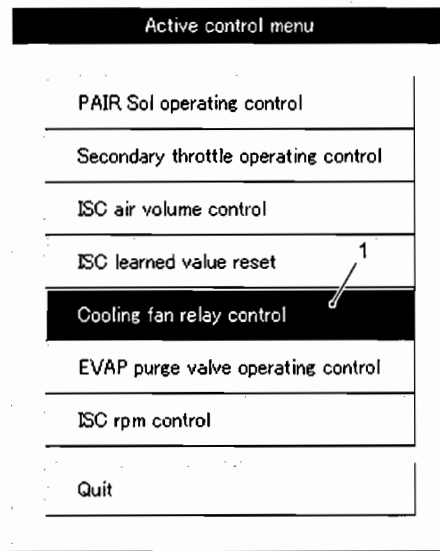 Active control menu
PAIR Sol operating control
Secondary throttle operating control
ISC air volume control
ISC learned value reset
1
Cooling fan relay control
EVAP purge valve operating control
ISC rpm control
Quit